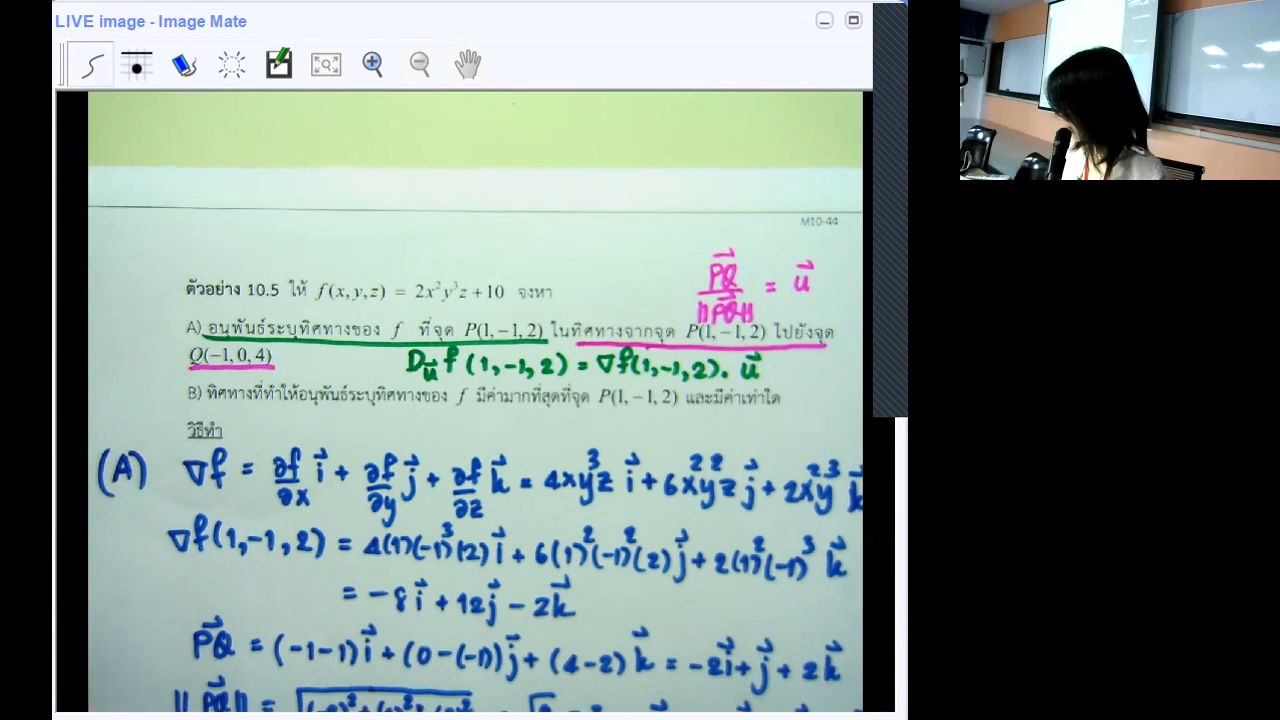 LIVE image - Image Mate
M10-44
ตัวอย่าง 10.5 ให้ f(x,y,z) = 2x²y³z+10 จงหา
PQ⃗ / ||PQ⃗|| = u⃗
A) อนุพันธ์ระบุทิศทางของ f ที่จุด P(1,−1,2) ในทิศทางจากจุด P(1,−1,2) ไปยังจุด
Q(−1,0,4)
D_u⃗ f(1,-1,2) = ∇f(1,-1,2) · u⃗
B) ทิศทางที่ทำให้อนุพันธ์ระบุทิศทางของ f มีค่ามากที่สุดที่จุด P(1,−1,2) และมีค่าเท่าใด
วิธีทำ
(A) ∇f = ∂f/∂x i⃗ + ∂f/∂y j⃗ + ∂f/∂z k⃗ = 4xy³z i⃗ + 6x²y²z j⃗ + 2x²y³ k⃗
∇f(1,-1,2) = 4(1)(-1)³(2) i⃗ + 6(1)²(-1)²(2) j⃗ + 2(1)²(-1)³ k⃗
= -8 i⃗ + 12 j⃗ - 2 k⃗
PQ⃗ = (-1-1) i⃗ + (0-(-1)) j⃗ + (4-2) k⃗ = -2 i⃗ + j⃗ + 2 k⃗
||PQ⃗|| =